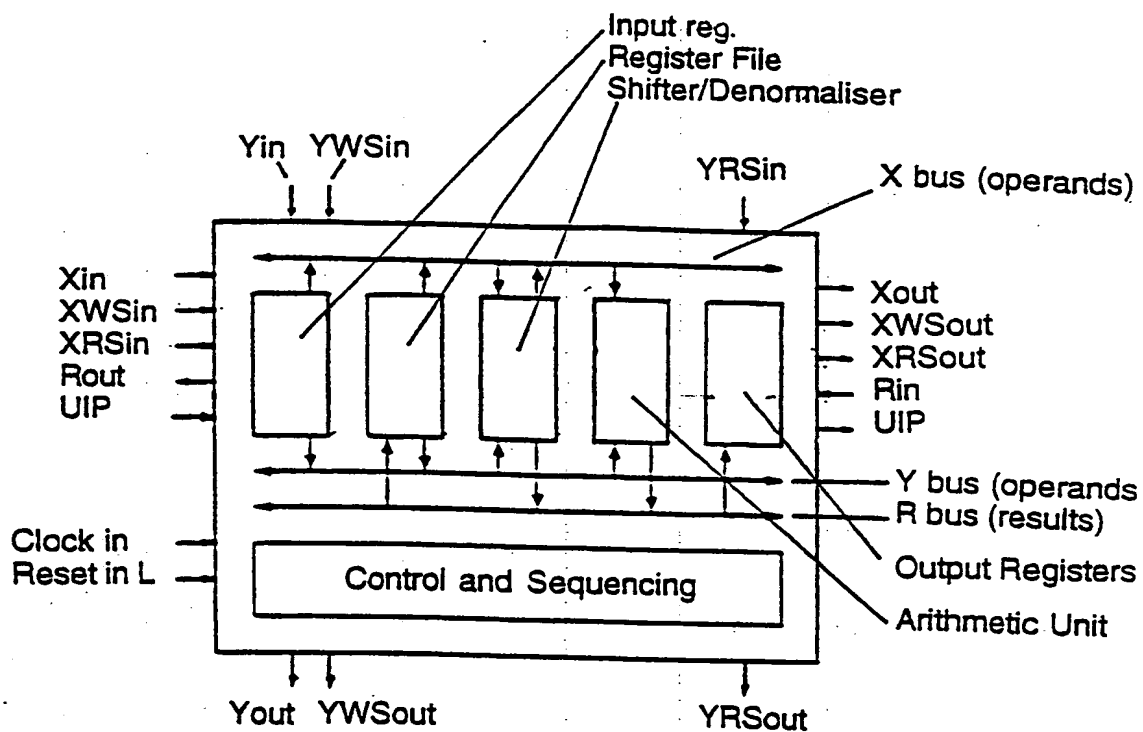 Input reg.
Register File
Shifter/Denormaliser
Yin YWSin
YRSin
X bus (operands)
Xin
XWSin
XRSin
Rout
UIP
Xout
XWSout
XRSout
Rin
UIP
Y bus (operands
R bus (results)
Clock in
Reset in L
Control and Sequencing
Output Registers
Arithmetic Unit
Yout YWSout
YRSout